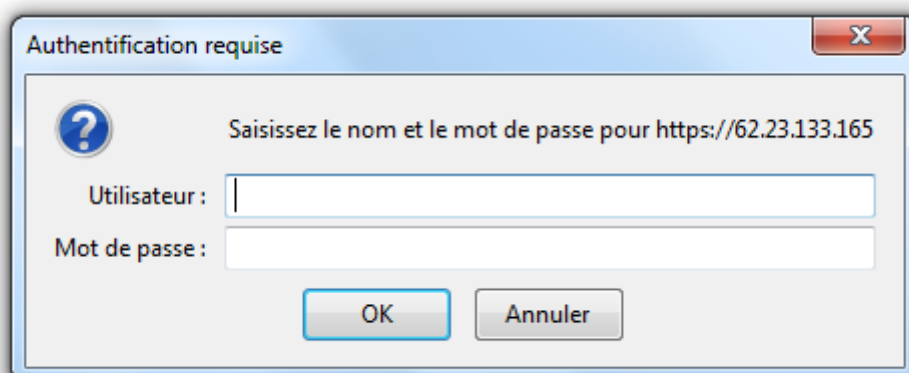 Authentification requise
Saisissez le nom et le mot de passe pour https://62.23.133.165
Utilisateur :
Mot de passe :
OK
Annuler